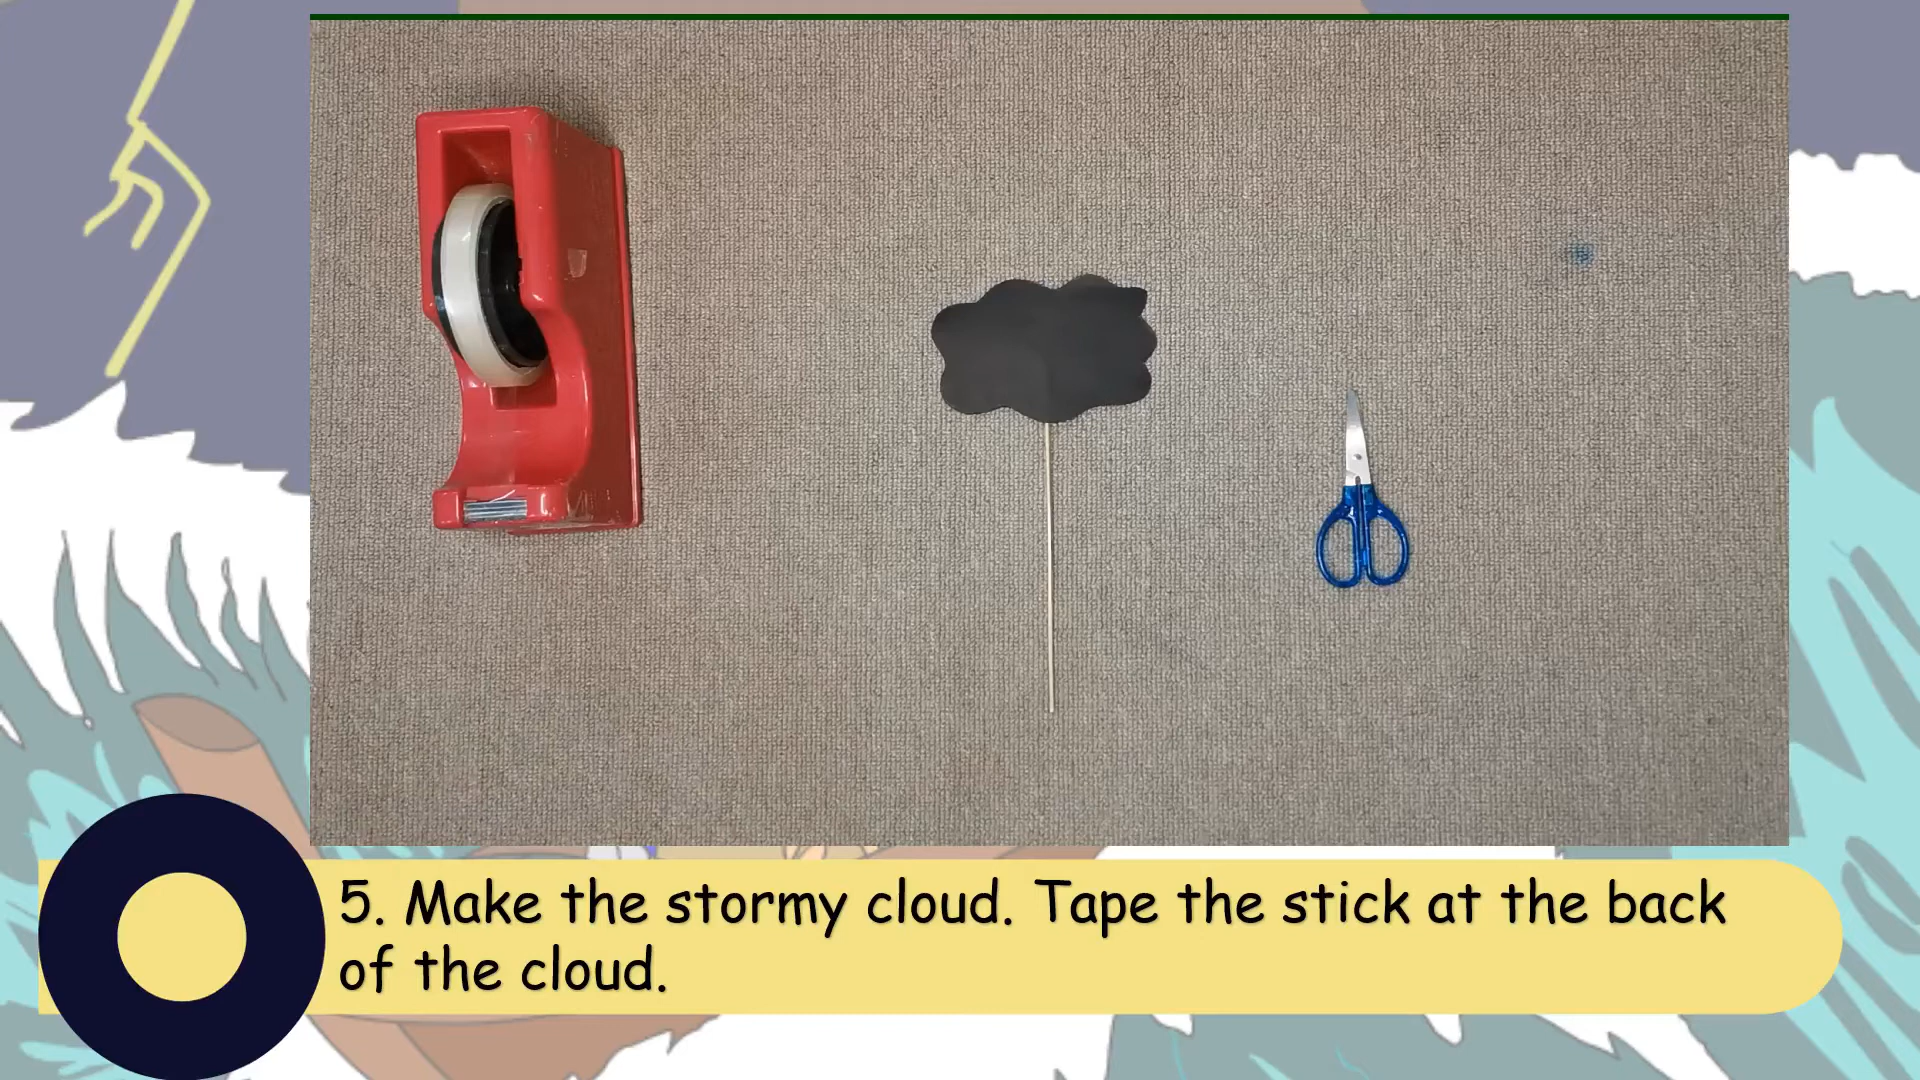 5. Make the stormy cloud. Tape the stick at the back
of the cloud.